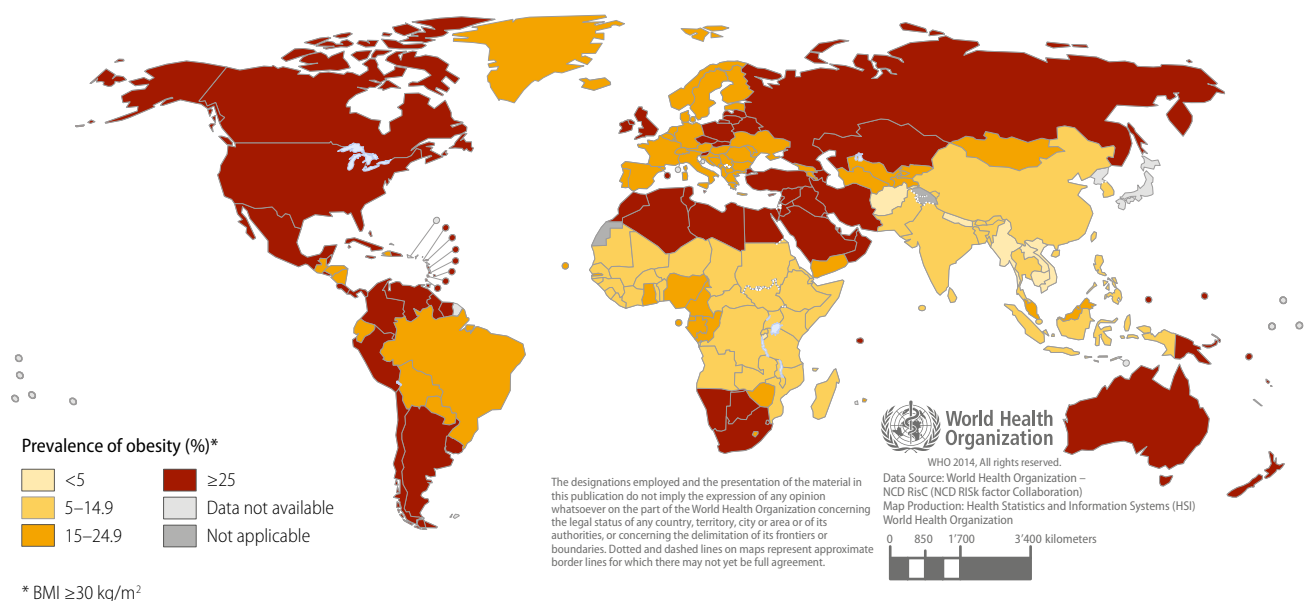 Prevalence of obesity (%)*
<5
5–14.9
15–24.9
≥25
Data not available
Not applicable
* BMI ≥30 kg/m²
The designations employed and the presentation of the material in
this publication do not imply the expression of any opinion
whatsoever on the part of the World Health Organization concerning
the legal status of any country, territory, city or area or of its
authorities, or concerning the delimitation of its frontiers or
boundaries. Dotted and dashed lines on maps represent approximate
border lines for which there may not yet be full agreement.
World Health
Organization
WHO 2014, All rights reserved.
Data Source: World Health Organization –
NCD RisC (NCD RISk factor Collaboration)
Map Production: Health Statistics and Information Systems (HSI)
World Health Organization
0 850 1'700 3'400 kilometers